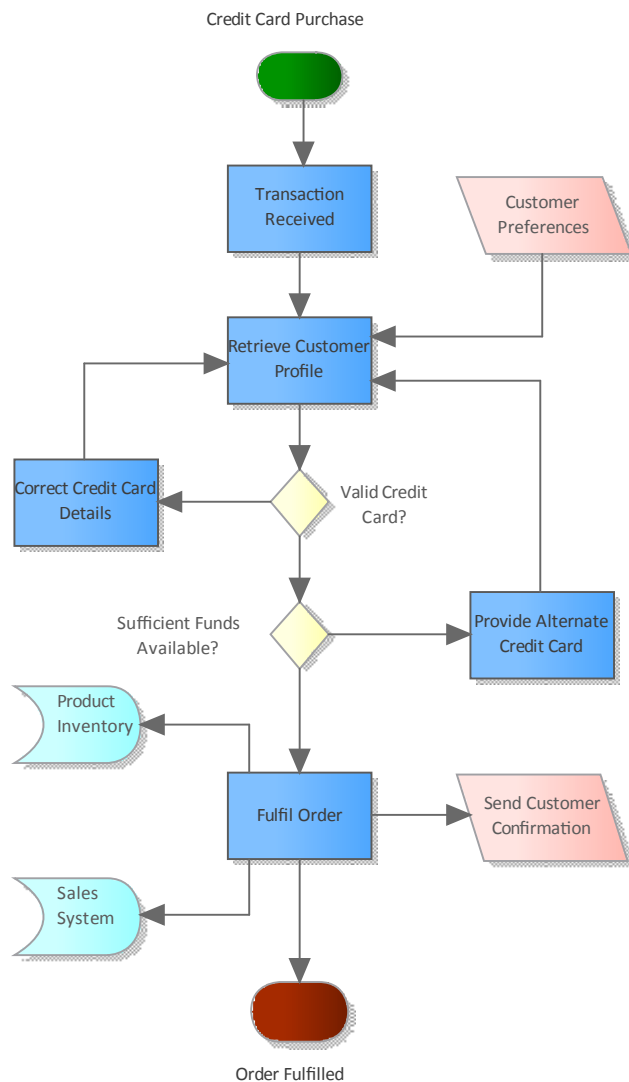 Credit Card Purchase
Transaction
Received
Customer
Preferences
Retrieve Customer
Profile
Correct Credit Card
Details
Valid Credit
Card?
Sufficient Funds
Available?
Provide Alternate
Credit Card
Product
Inventory
Fulfil Order
Send Customer
Confirmation
Sales
System
Order Fulfilled